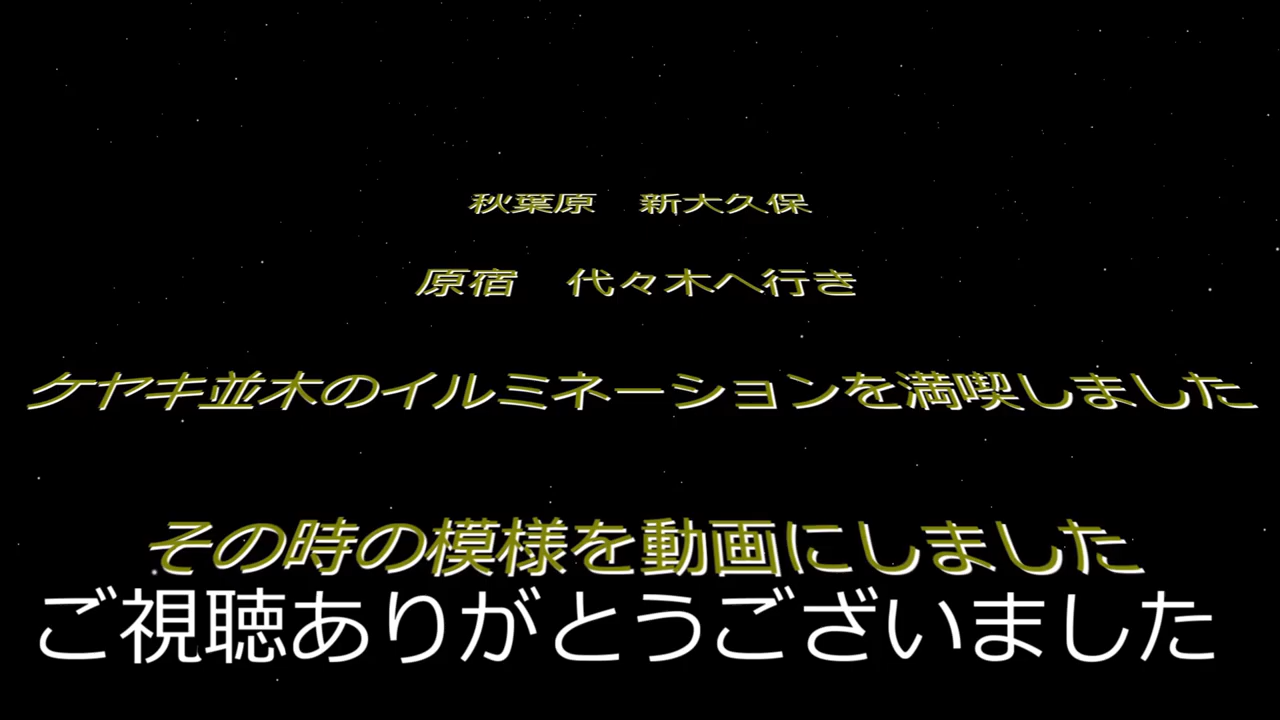 秋葉原　新大久保
原宿　代々木へ行き
ケヤキ並木のイルミネーションを満喫しました
その時の模様を動画にしました
ご視聴ありがとうございました